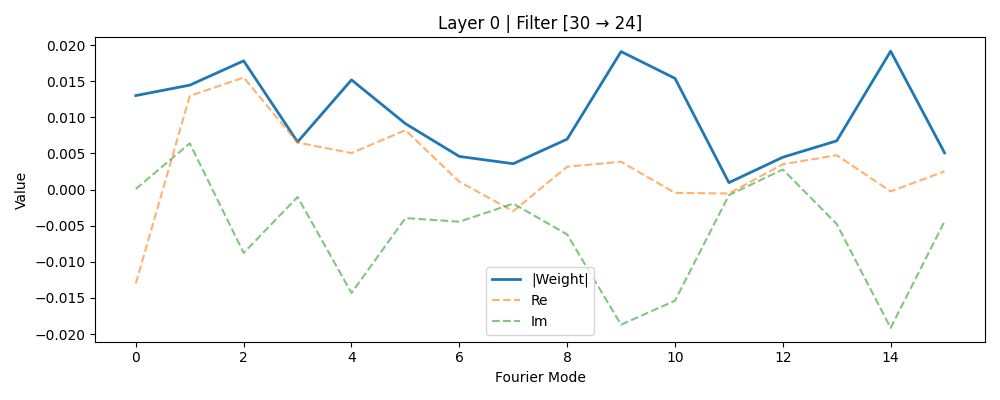 Layer 0 | Filter [30 → 24]
Value
0.020
0.015
0.010
0.005
0.000
−0.005
−0.010
−0.015
−0.020
|Weight|
Re
Im
0 2 4 6 8 10 12 14
Fourier Mode